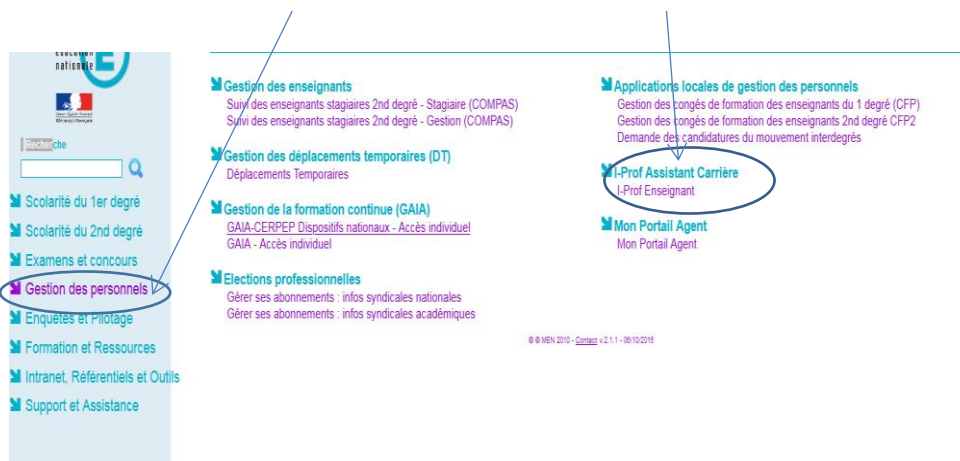 nationale
E
Recherche
Scolarité du 1er degré
Scolarité du 2nd degré
Examens et concours
Gestion des personnels
Enquêtes et Pilotage
Formation et Ressources
Intranet, Référentiels et Outils
Support et Assistance
Gestion des enseignants
Suivi des enseignants stagiaires 2nd degré - Stagiaire (COMPAS)
Suivi des enseignants stagiaires 2nd degré - Gestion (COMPAS)
Gestion des déplacements temporaires (DT)
Déplacements Temporaires
Gestion de la formation continue (GAIA)
GAIA-CERPEP Dispositifs nationaux - Accès individuel
GAIA - Accès individuel
Elections professionnelles
Gérer ses abonnements : infos syndicales nationales
Gérer ses abonnements : infos syndicales académiques
Applications locales de gestion des personnels
Gestion des congés de formation des enseignants du 1 degré (CFP)
Gestion des congés de formation des enseignants 2nd degré CFP2
Demande des candidatures du mouvement interdegrés
I-Prof Assistant Carrière
I-Prof Enseignant
Mon Portail Agent
Mon Portail Agent
© © MEN 2010 - Contact v.2.1.1 - 06/10/2016